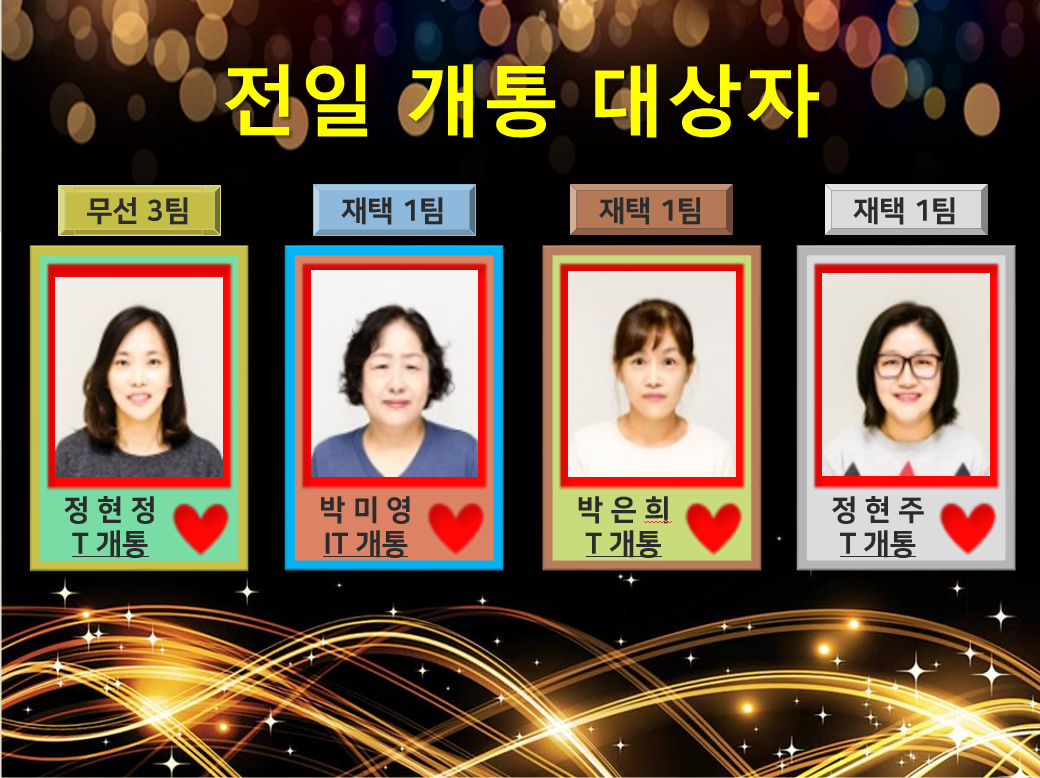 전일 개통 대상자
무선 3팀
재택 1팀
재택 1팀
재택 1팀
정 현 정
T 개통
박 미 영
IT 개통
박 은 희
T 개통
정 현 주
T 개통